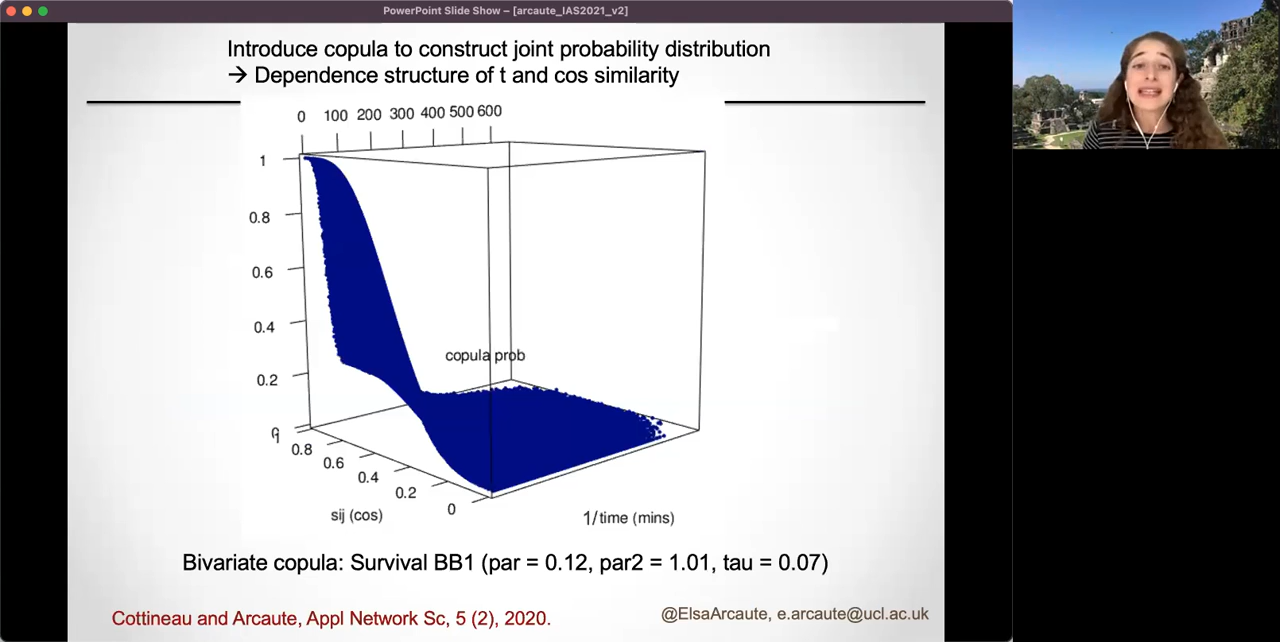 PowerPoint Slide Show – [arcaute_IAS2021_v2]
Introduce copula to construct joint probability distribution
→ Dependence structure of t and cos similarity
0 100 200 300 400 500 600
1
0.8
0.6
0.4
copula prob
0.2
0.8
0.6
0.4
0.2
0
sij (cos)
1/time (mins)
Bivariate copula: Survival BB1 (par = 0.12, par2 = 1.01, tau = 0.07)
Cottineau and Arcaute, Appl Network Sc, 5 (2), 2020.
@ElsaArcaute, e.arcaute@ucl.ac.uk